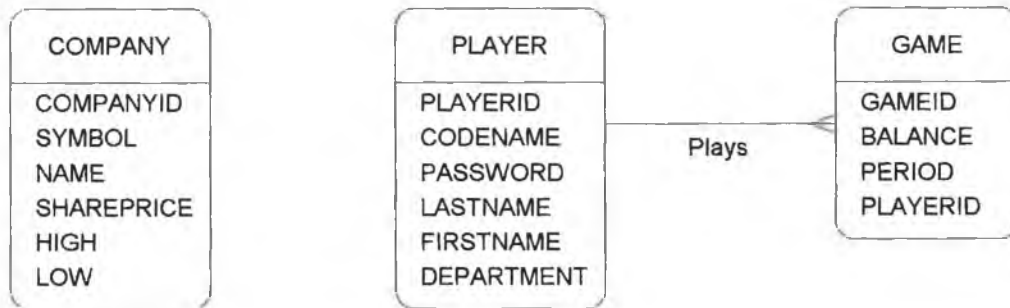 COMPANY
COMPANYID
SYMBOL
NAME
SHAREPRICE
HIGH
LOW
PLAYER
PLAYERID
CODENAME
PASSWORD
LASTNAME
FIRSTNAME
DEPARTMENT
Plays
GAME
GAMEID
BALANCE
PERIOD
PLAYERID